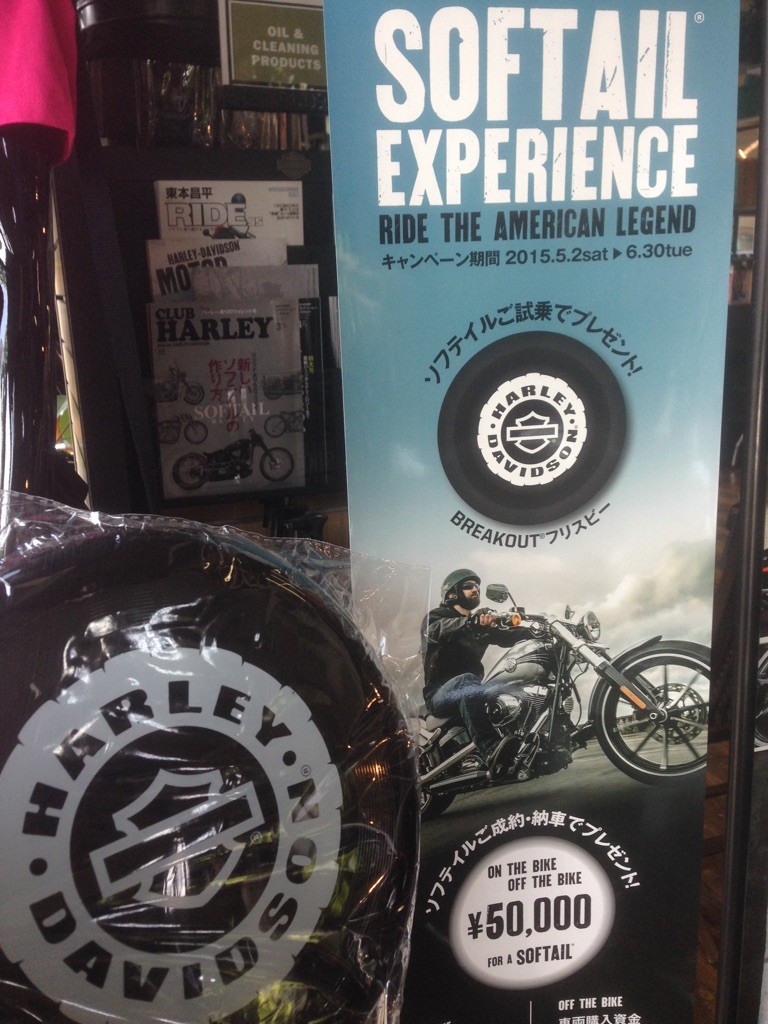 OIL &
CLEANING
PRODUCTS
SOFTAIL®
EXPERIENCE
RIDE THE AMERICAN LEGEND
キャンペーン期間 2015.5.2sat ▶ 6.30tue
東本昌平
RIDE
HARLEY-DAVIDSON
CLUB
HARLEY
新しい
ソフテイルの
作り方
SOFTAIL
ソフテイルご試乗でプレゼント!
HARLEY-DAVIDSON
BREAKOUT®フリスビー
HARLEY-DAVIDSON
ソフテイルご成約・納車でプレゼント!
ON THE BIKE
OFF THE BIKE
¥50,000
FOR A SOFTAIL
OFF THE BIKE
車両購入資金